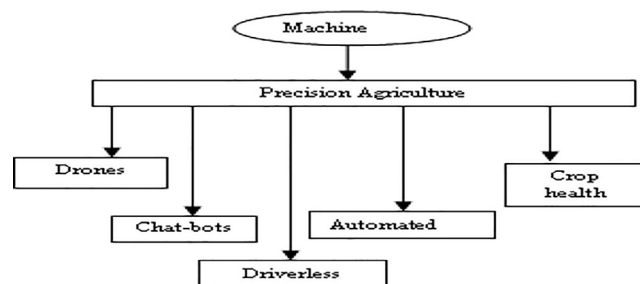 Machine
Precision Agriculture
Drones
Crop
health
Chat-bots
Automated
Driverless